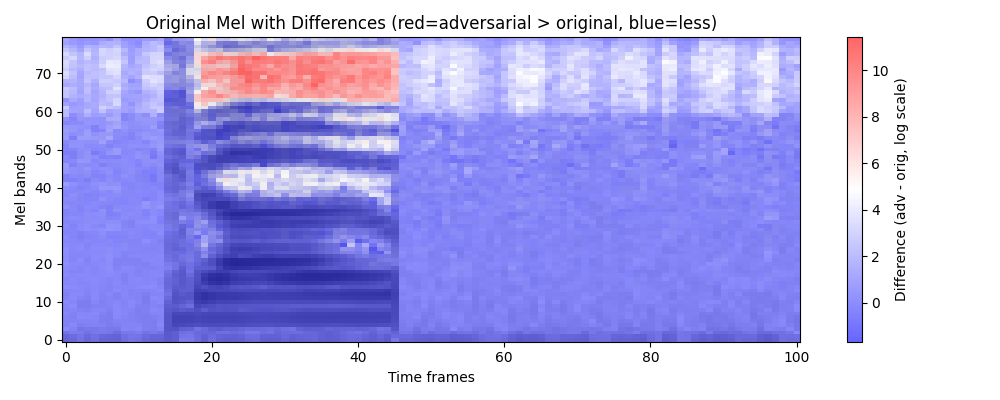 Original Mel with Differences (red=adversarial > original, blue=less)
Mel bands
70
60
50
40
30
20
10
0
0 20 40 60 80 100
Time frames
10
8
6
4
2
0
Difference (adv - orig, log scale)